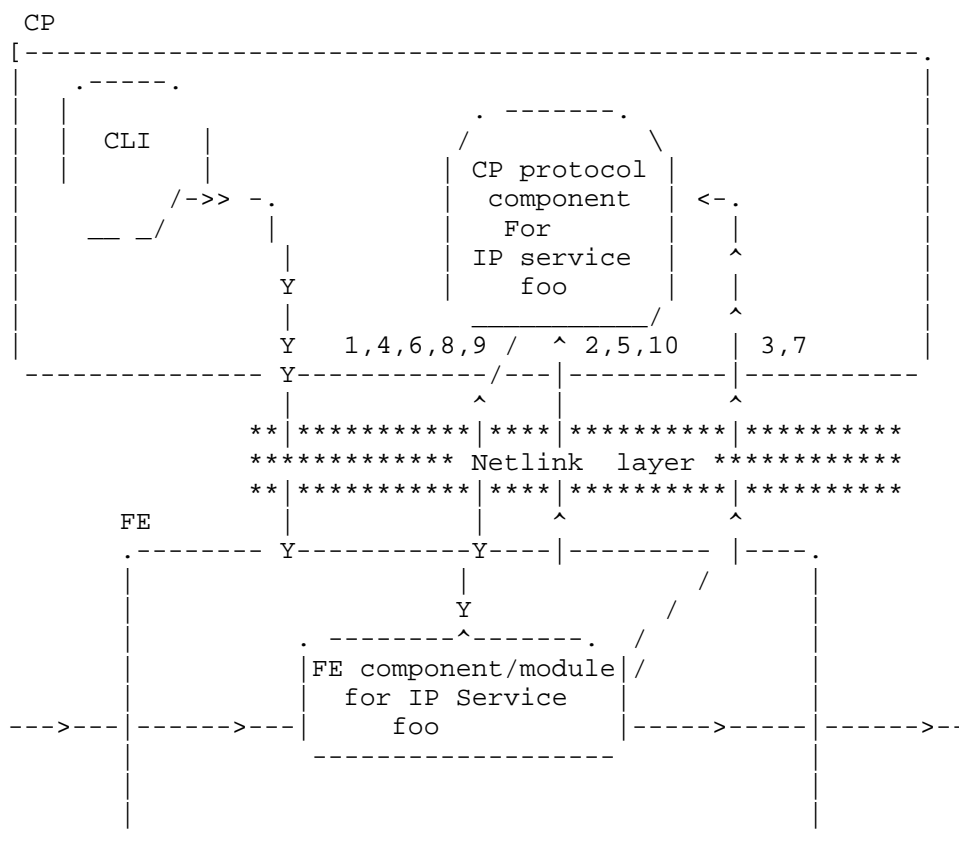 CP
CLI
CP protocol
component
For
IP service
foo
Y
Y 1,4,6,8,9 / ^ 2,5,10 | 3,7
Y
Netlink layer
FE
Y Y
Y
FE component/module
for IP Service
foo